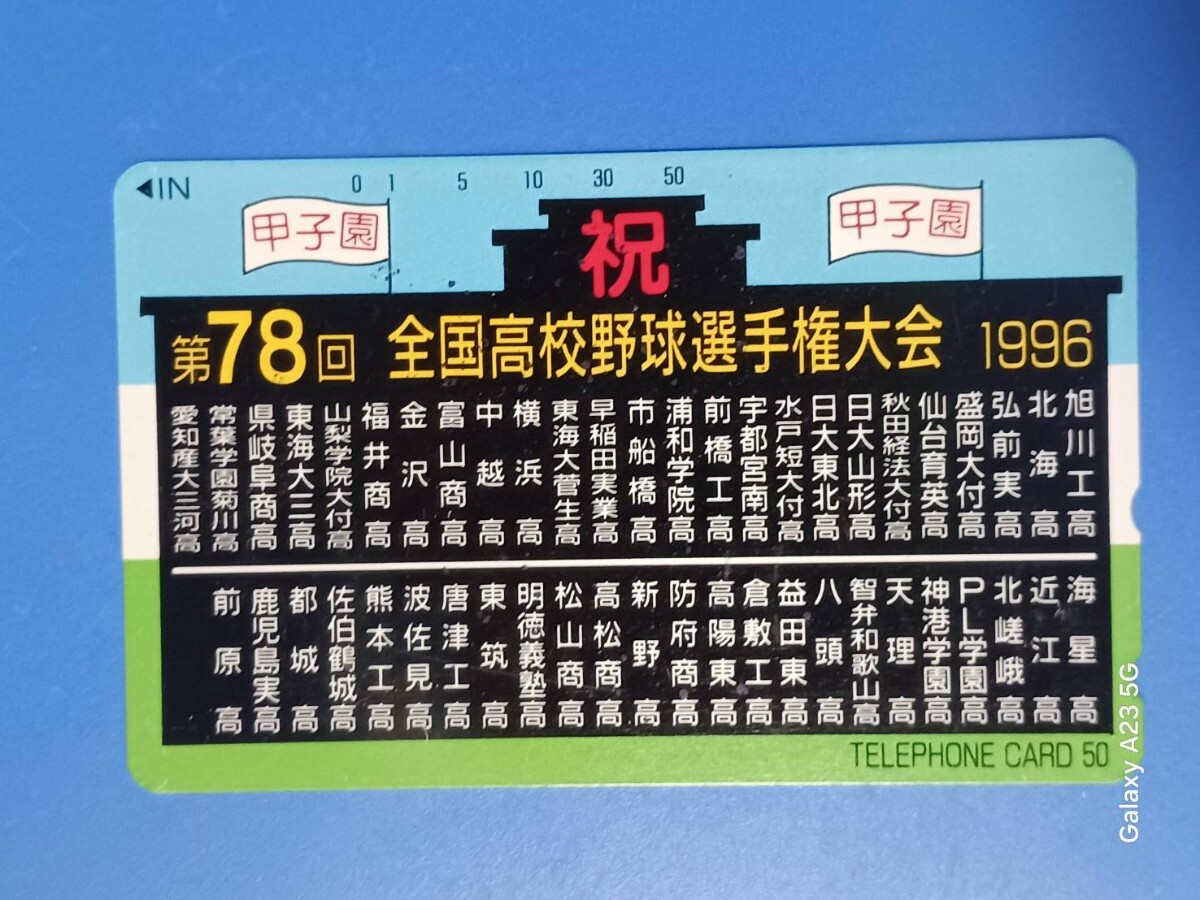 ◀IN
0 1 5 10 30 50
甲子園
祝
甲子園
第78回 全国高校野球選手権大会 1996
旭川工高
北海高
弘前実高
盛岡大付高
仙台育英高
秋田経法大付高
日大山形高
日大東北高
水戸短大付高
宇都宮南高
前橋工高
浦和学院高
市船橋高
早稲田実業高
東海大菅生高
横浜高
中越高
富山商高
金沢高
福井商高
山梨学院大付高
東海大三高
県岐阜商高
常葉学園菊川高
愛知産大三河高
海星高
近江高
北嵯峨高
PL学園高
神港学園高
天理高
智弁和歌山高
八頭高
益田東高
倉敷工高
高陽東高
防府商高
新野高
高松商高
松山商高
明徳義塾高
東筑高
唐津工高
波佐見高
熊本工高
佐伯鶴城高
都城高
鹿児島実高
前原高
TELEPHONE CARD 50
Galaxy A23 5G